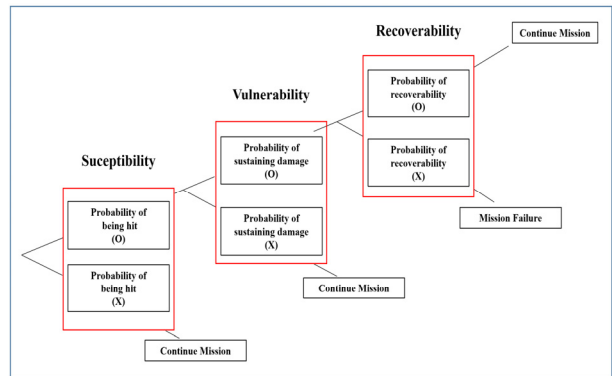 Recoverability
Continue Mission
Probability of
recoverability
(O)
Probability of
recoverability
(X)
Mission Failure
Vulnerability
Probability of
sustaining damage
(O)
Probability of
sustaining damage
(X)
Continue Mission
Suceptibility
Probability of
being hit
(O)
Probability of
being hit
(X)
Continue Mission